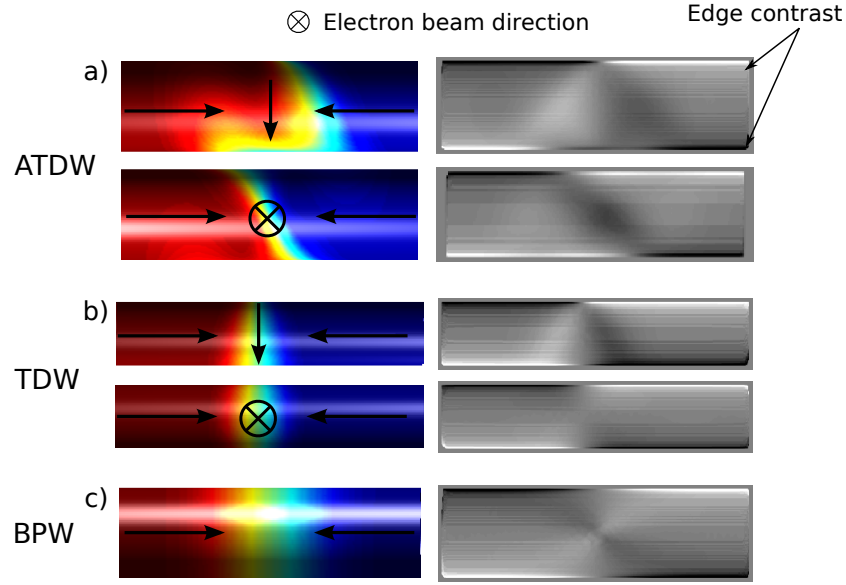 ⊗ Electron beam direction
Edge contrast
a)
ATDW
b)
TDW
c)
BPW